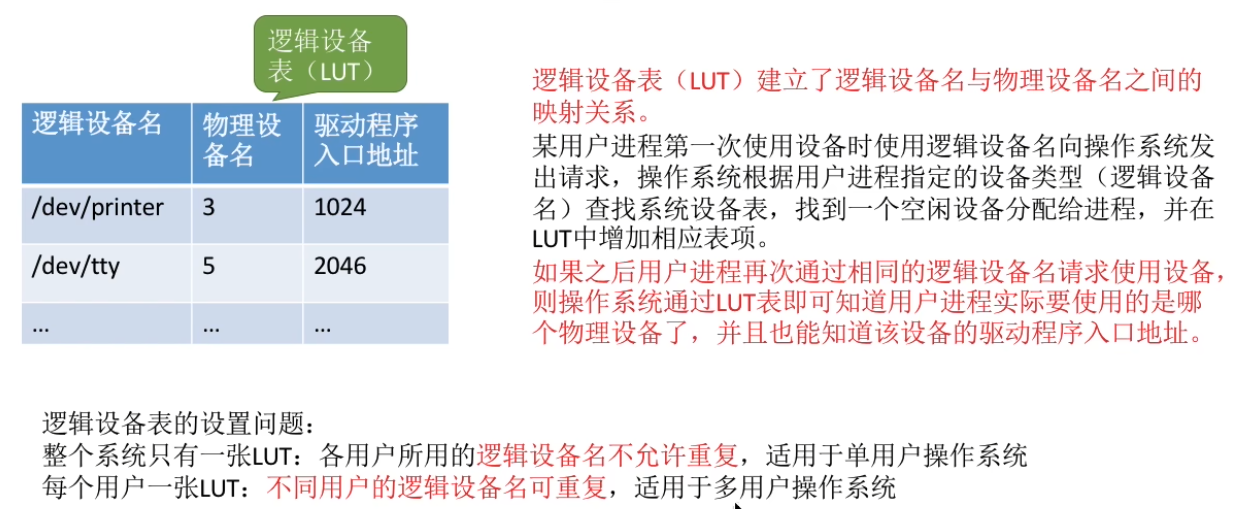 逻辑设备
表（LUT）
逻辑设备名 物理设备名 驱动程序入口地址
/dev/printer 3 1024
/dev/tty 5 2046
... ... ...
逻辑设备表（LUT）建立了逻辑设备名与物理设备名之间的
映射关系。
某用户进程第一次使用设备时使用逻辑设备名向操作系统发
出请求，操作系统根据用户进程指定的设备类型（逻辑设备
名）查找系统设备表，找到一个空闲设备分配给进程，并在
LUT中增加相应表项。
如果之后用户进程再次通过相同的逻辑设备名请求使用设备，
则操作系统通过LUT表即可知道用户进程实际要使用的是哪
个物理设备了，并且也能知道该设备的驱动程序入口地址。
逻辑设备表的设置问题：
整个系统只有一张LUT：各用户所用的逻辑设备名不允许重复，适用于单用户操作系统
每个用户一张LUT：不同用户的逻辑设备名可重复，适用于多用户操作系统